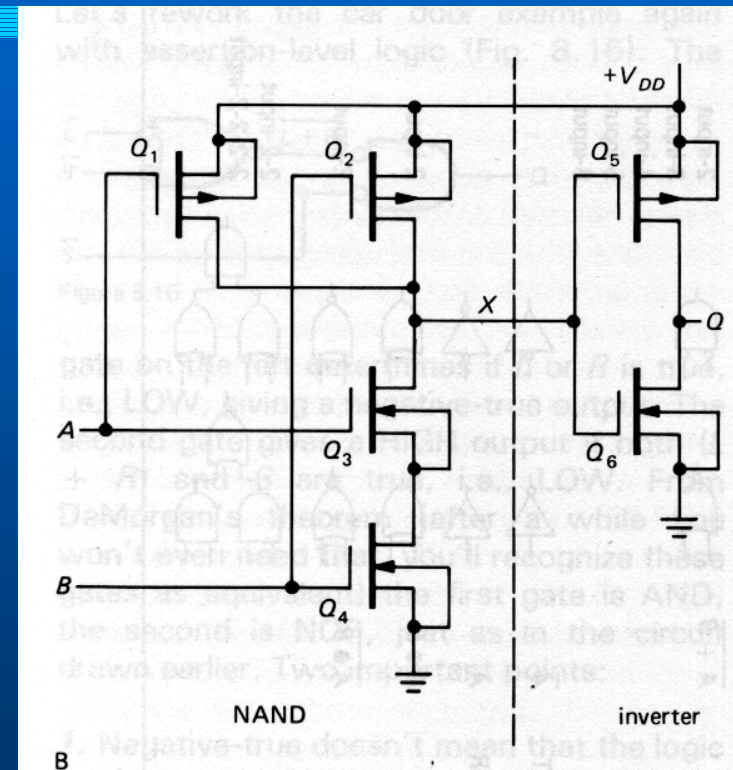 Let's rework the car door example again
with assertion-level logic (Fig. 8.16). The
+V_DD
Q₁
Q₂
Q₅
Figure 8.16
X
Q
gate on the left determines if or R is true,
i.e., LOW, giving a negative-true output. The
A
second gate gives a HIGH output if both (L
Q₃
Q₆
+ R) and are true, i.e., LOW. From
DeMorgan's theorem (after a while
won't even need that, you'll recognize these
B
gates as equivalent) the first gate is AND,
Q₄
the second is NOR, just as in the circuit
drawn earlier. Two important points:
NAND
inverter
1. Negative-true doesn't mean that the logic
B